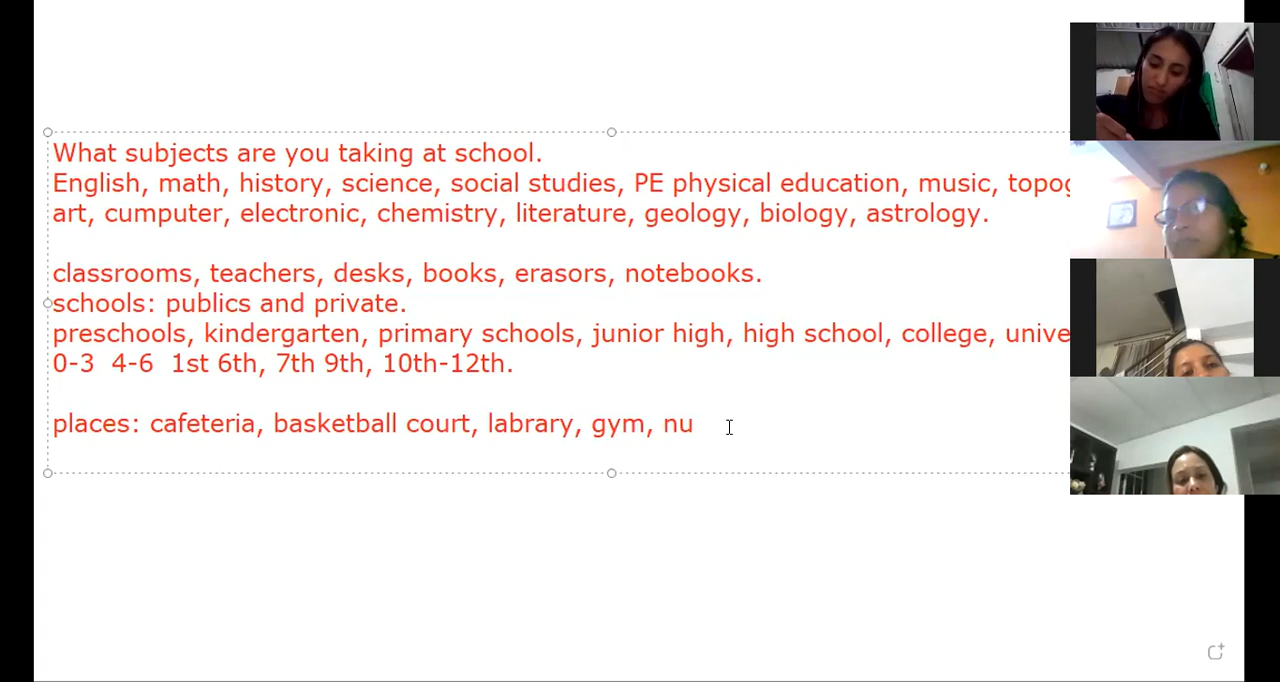 What subjects are you taking at school.
English, math, history, science, social studies, PE physical education, music,
art, cumputer, electronic, chemistry, literature, geology, biology, astrology.
classrooms, teachers, desks, books, erasors, notebooks.
schools: publics and private.
preschools, kindergarten, primary schools, junior high, high school, college,
0-3 4-6 1st 6th, 7th 9th, 10th-12th.
places: cafeteria, basketball court, labrary, gym, nu